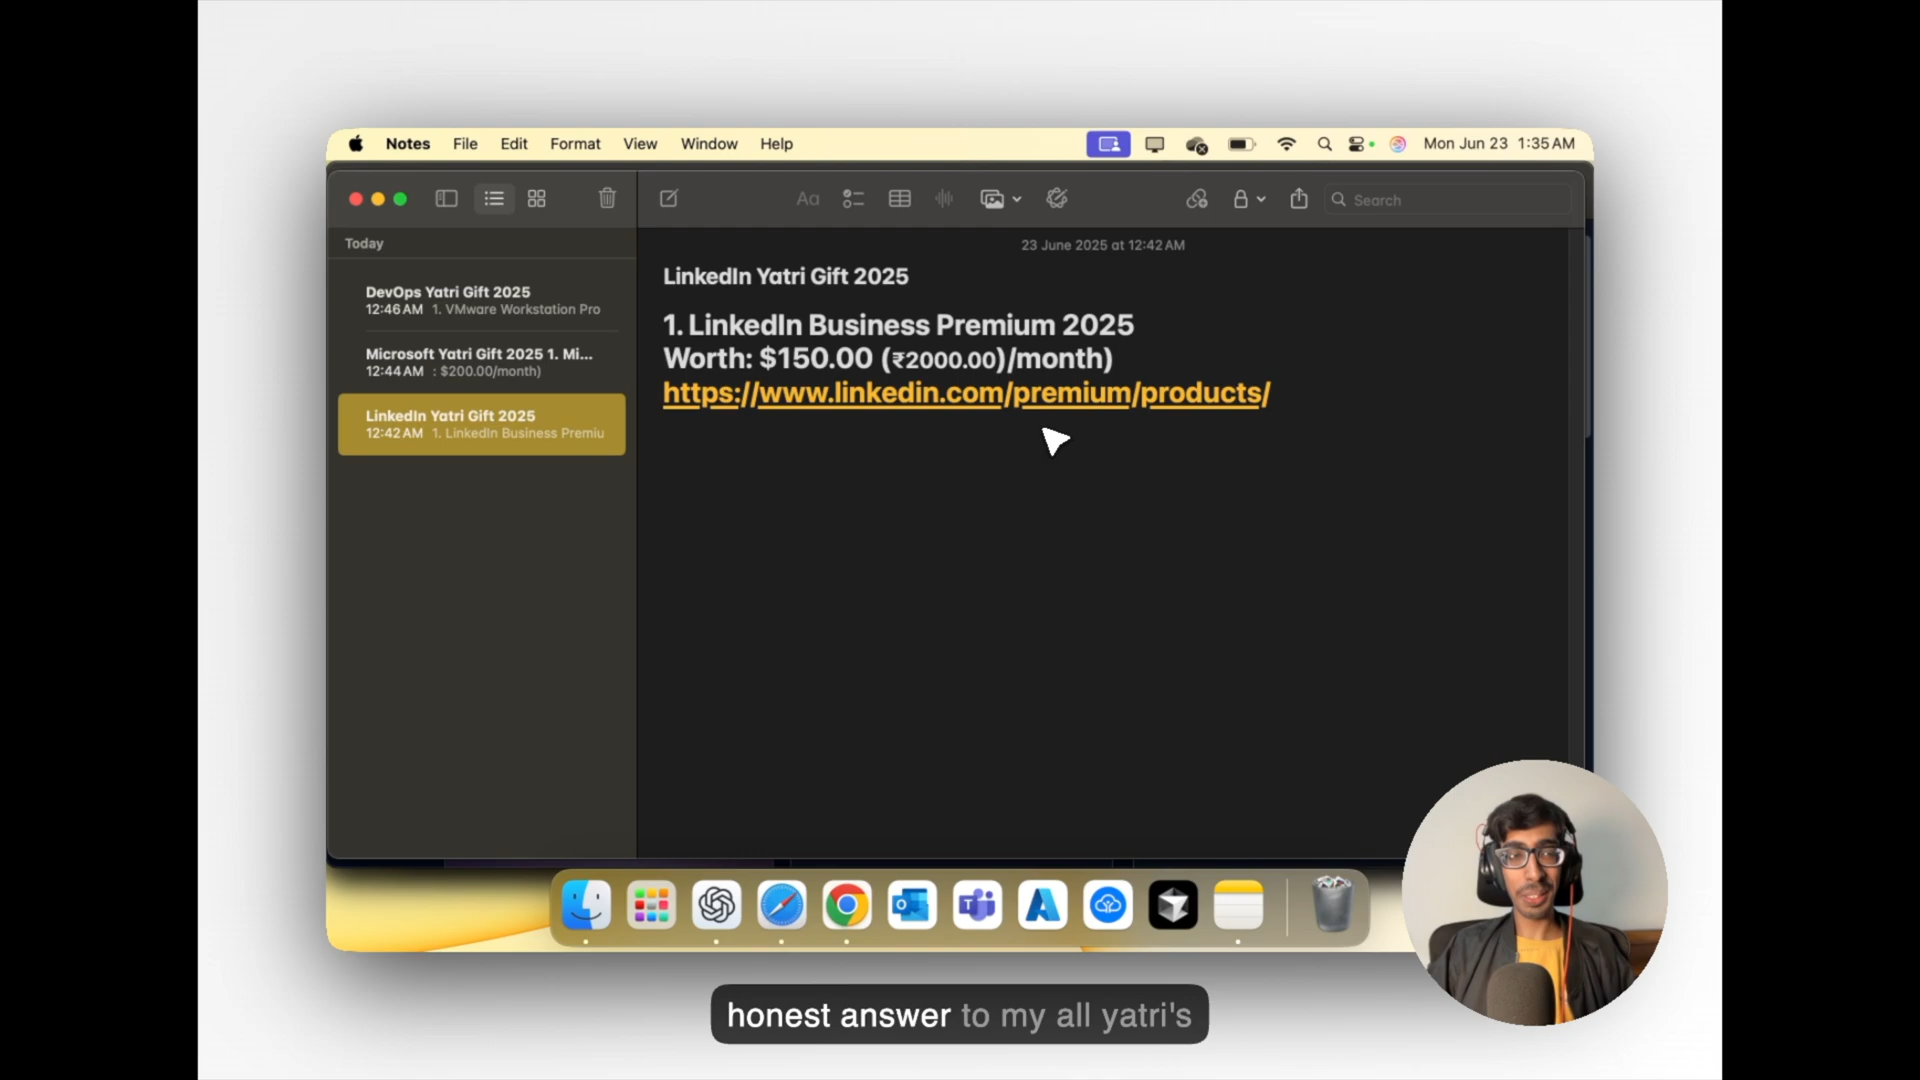 Notes File Edit Format View Window Help Mon Jun 23 1:35 AM
Aa Search
Today
DevOps Yatri Gift 2025
12:46 AM 1. VMware Workstation Pro
Microsoft Yatri Gift 2025 1. Mi...
12:44 AM : $200.00/month)
LinkedIn Yatri Gift 2025
12:42 AM 1. LinkedIn Business Premiu
23 June 2025 at 12:42 AM
LinkedIn Yatri Gift 2025
1. LinkedIn Business Premium 2025
Worth: $150.00 (₹2000.00)/month)
https://www.linkedin.com/premium/products/
honest answer to my all yatri's